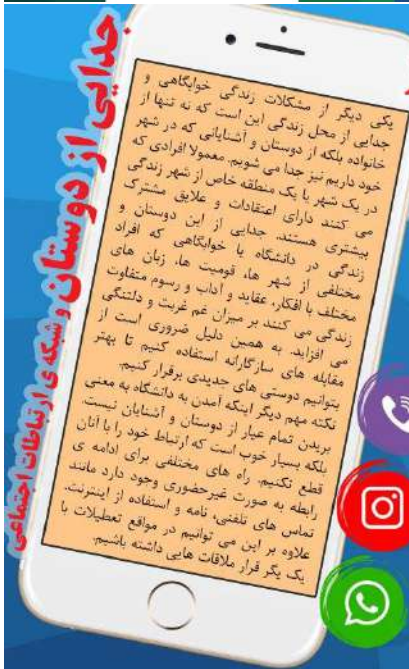 جدایی از دوستان و شبکه ی ارتباطات اجتماعی
یکی دیگر از مشکلات زندگی خوابگاهی و
جدایی از محل زندگی این است که نه تنها از
خانواده بلکه از دوستان و آشنایانی که در شهر
خود داریم نیز جدا می شویم. معمولا افرادی که
در یک شهر یا یک منطقه خاص از شهر زندگی
می کنند دارای اعتقادات و علایق مشترک
بیشتری هستند. جدایی از این دوستان و
زندگی در دانشگاه یا خوابگاهی که افراد
مختلفی از شهر ها، قومیت ها، زبان های
مختلف با افکار، عقاید و آداب و رسوم متفاوت
زندگی می کنند بر میزان غم غربت و دلتنگی
می افزاید. به همین دلیل ضروری است از
مقابله های سازگارانه استفاده کنیم تا بهتر
بتوانیم دوستی های جدیدی برقرار کنیم.
نکته مهم دیگر اینکه آمدن به دانشگاه به معنی
بریدن تمام عیار از دوستان و آشنایان نیست.
بلکه بسیار خوب است که ارتباط خود را با آنان
قطع نکنیم. راه های مختلفی برای ادامه ی
رابطه به صورت غیرحضوری وجود دارد مانند
تماس های تلفنی، نامه و استفاده از اینترنت.
علاوه بر این می توانیم در مواقع تعطیلات با
یک یگر قرار ملاقات هایی داشته باشیم.